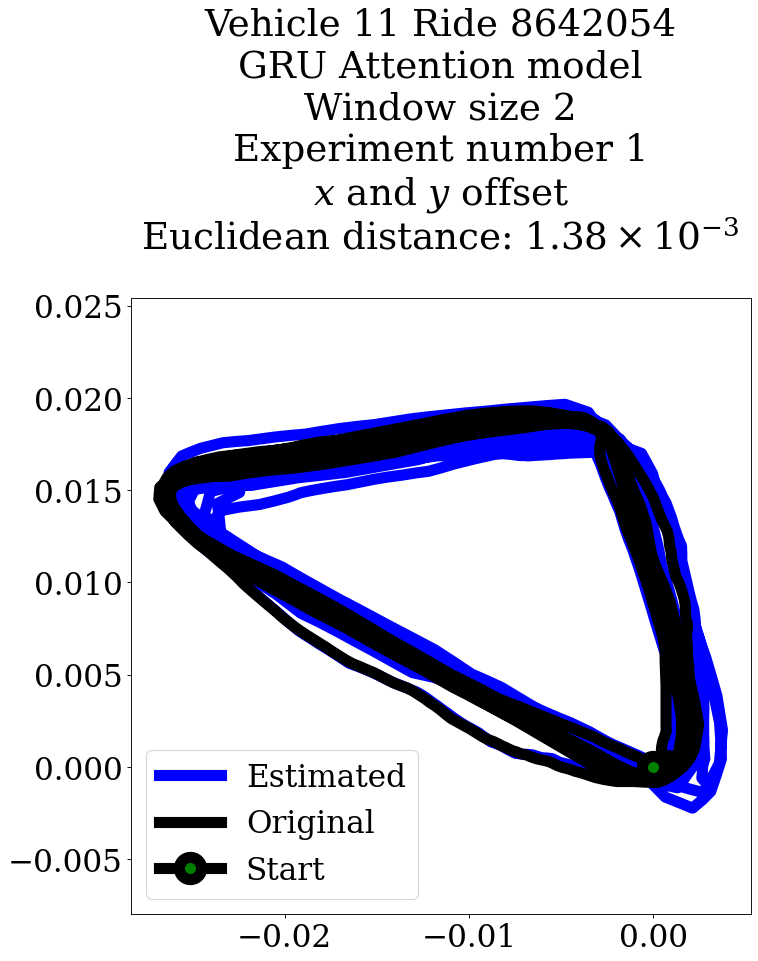 Vehicle 11 Ride 8642054
GRU Attention model
Window size 2
Experiment number 1
x and y offset
Euclidean distance: 1.38 × 10⁻³
0.025
0.020
0.015
0.010
0.005
0.000
−0.005
Estimated
Original
Start
−0.02 −0.01 0.00